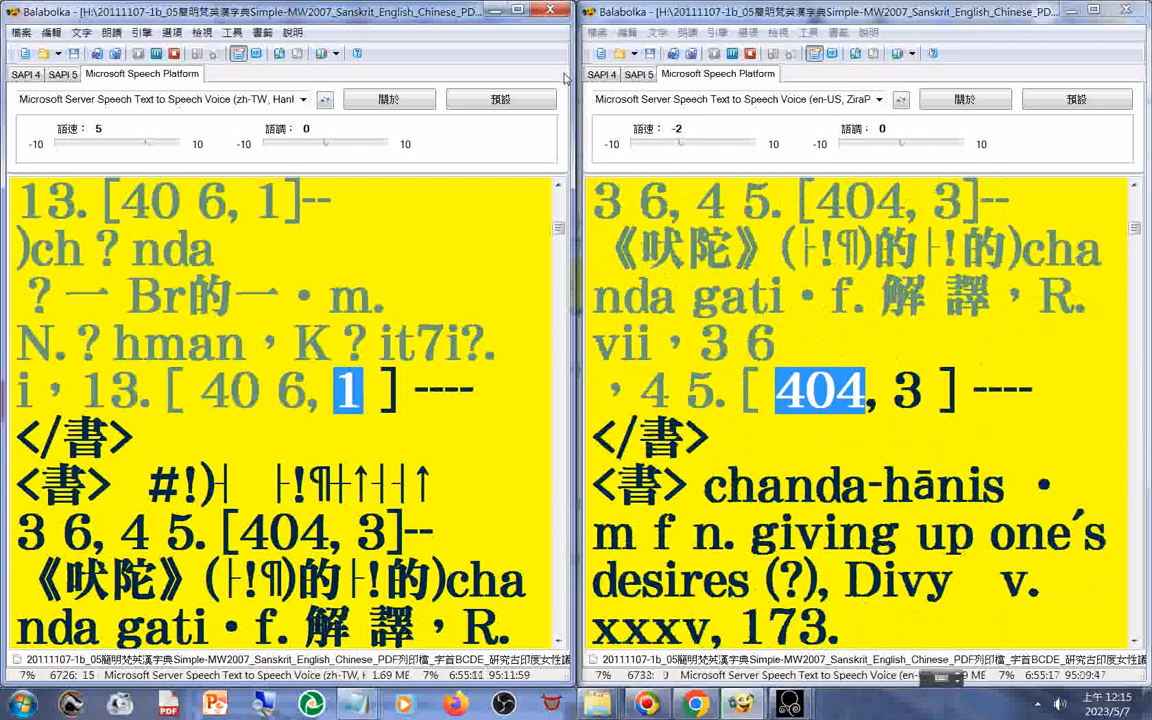 Balabolka - [H:\20111107-1b_05簡明梵英漢字典Simple-MW2007_Sanskrit_English_Chinese_PD...
檔案 編輯 文字 朗讀 引擎 選項 檢視 工具 書籤 說明
SAPI 4 SAPI 5 Microsoft Speech Platform
Microsoft Server Speech Text to Speech Voice (zh-TW, Hanl
關於 預設
語速： 5 語調： 0
-10 10 -10 10
13. [40 6, 1]--
)ch？nda
？一 Br的一・m.
N.？hman，K？it7i?.
i，13. [ 40 6, 1 ] ----
</書>
<書> #!)┤ ├!¶┼↑┤┤↑
3 6, 4 5. [404, 3]--
《吠陀》(├!¶)的├!的)cha
nda gati・f. 解 譯，R.
20111107-1b_05簡明梵英漢字典Simple-MW2007_Sanskrit_English_Chinese_PDF列印檔_字首BCDE_研究古印度女性議
7% 6726: 15 Microsoft Server Speech Text to Speech Voice (zh-TW, 1.69 MB 7% 6:55:11 95:11:59
Balabolka - [H:\20111107-1b_05簡明梵英漢字典Simple-MW2007_Sanskrit_English_Chinese_PD...
檔案 編輯 文字 朗讀 引擎 選項 檢視 工具 書籤 說明
SAPI 4 SAPI 5 Microsoft Speech Platform
Microsoft Server Speech Text to Speech Voice (en-US, ZiraP
關於 預設
語速： -2 語調： 0
-10 10 -10 10
3 6, 4 5. [404, 3]--
《吠陀》(├!¶)的├!的)cha
nda gati・f. 解 譯，R.
vii，3 6
，4 5. [ 404, 3 ] ----
</書>
<書> chanda-hānis ・
m f n. giving up one′s
desires (?), Divy v.
xxxv, 173.
20111107-1b_05簡明梵英漢字典Simple-MW2007_Sanskrit_English_Chinese_PDF列印檔_字首BCDE_研究古印度女性議
7% 6733: Microsoft Server Speech Text to Speech Voice (en- ME 7% 6:55:17 95:09:47
PDF
上午 12:15
2023/5/7